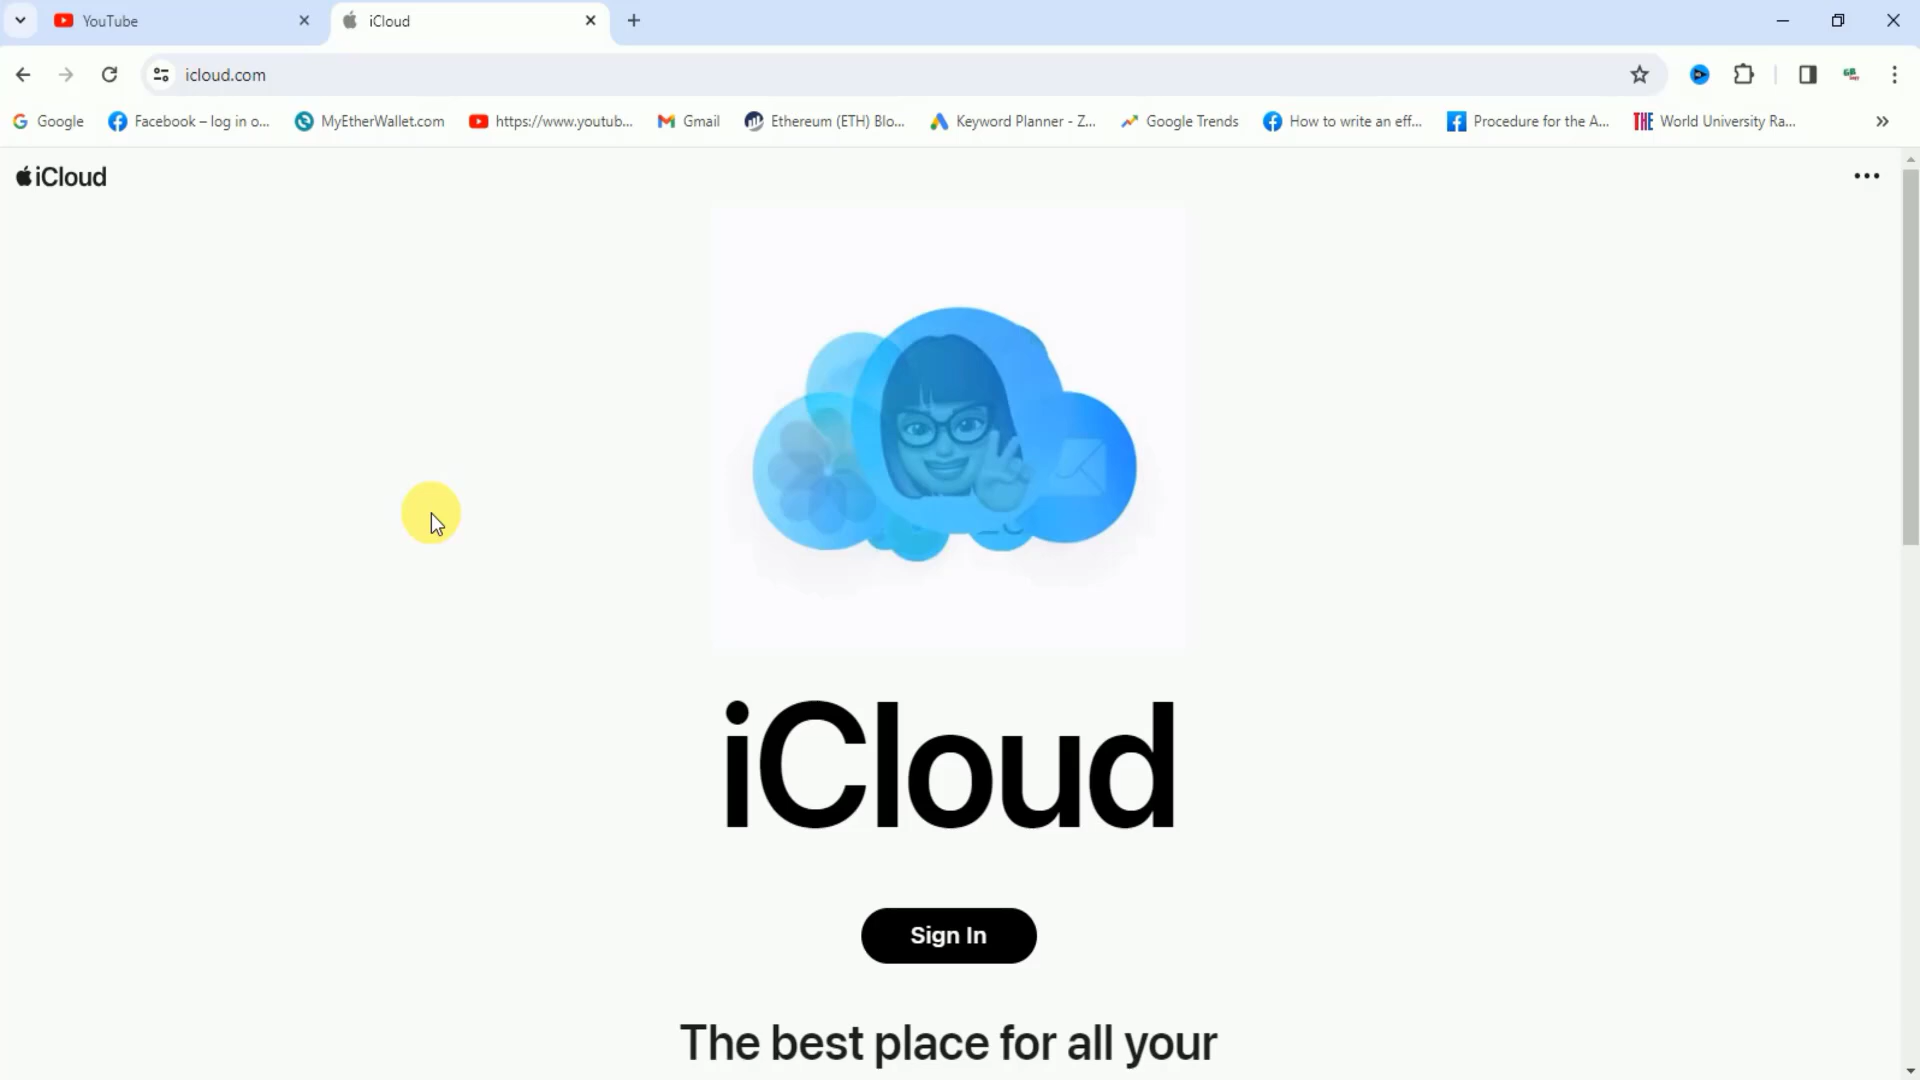 YouTube
iCloud
icloud.com
Google
Facebook – log in o...
MyEtherWallet.com
https://www.youtub...
Gmail
Ethereum (ETH) Blo...
Keyword Planner - Z...
Google Trends
How to write an eff...
Procedure for the A...
THE World University Ra...
iCloud
iCloud
Sign In
The best place for all your